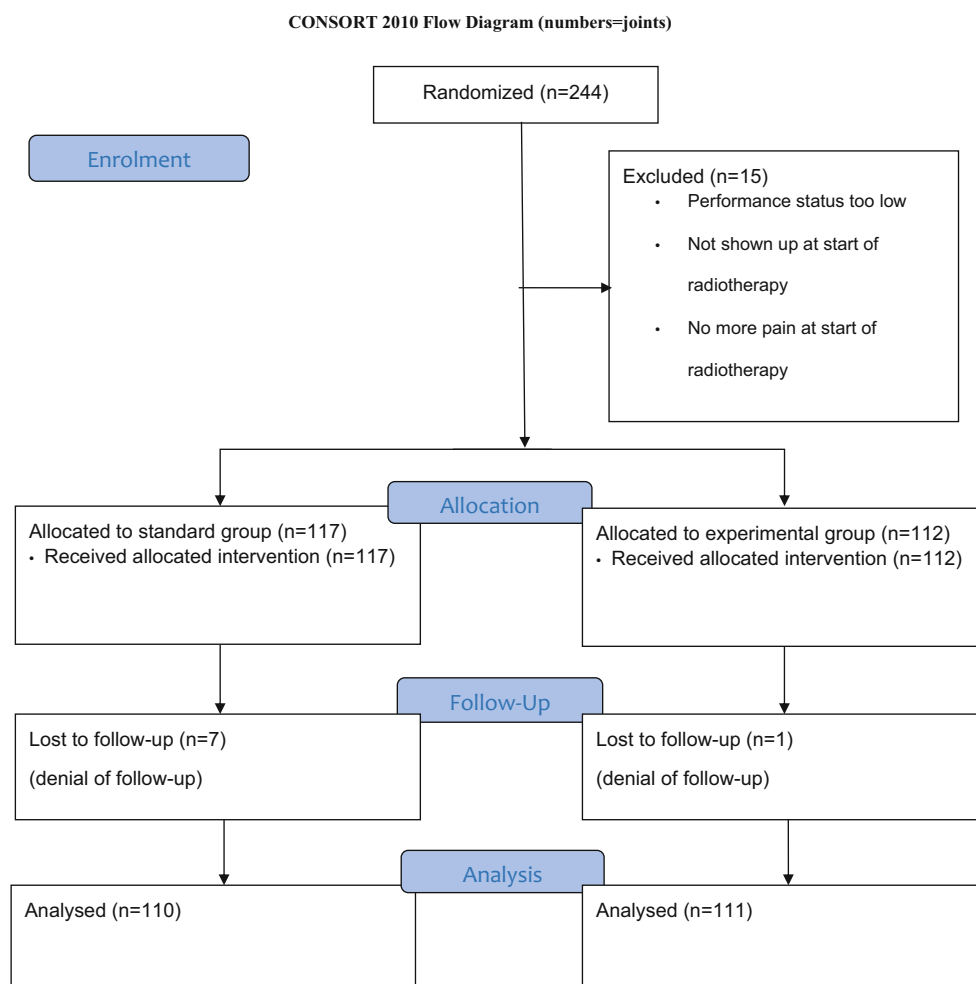 CONSORT 2010 Flow Diagram (numbers=joints)
Randomized (n=244)
Enrolment
Excluded (n=15)
• Performance status too low
• Not shown up at start of
radiotherapy
• No more pain at start of
radiotherapy
Allocation
Allocated to standard group (n=117)
• Received allocated intervention (n=117)
Allocated to experimental group (n=112)
• Received allocated intervention (n=112)
Follow-Up
Lost to follow-up (n=7)
(denial of follow-up)
Lost to follow-up (n=1)
(denial of follow-up)
Analysis
Analysed (n=110)
Analysed (n=111)